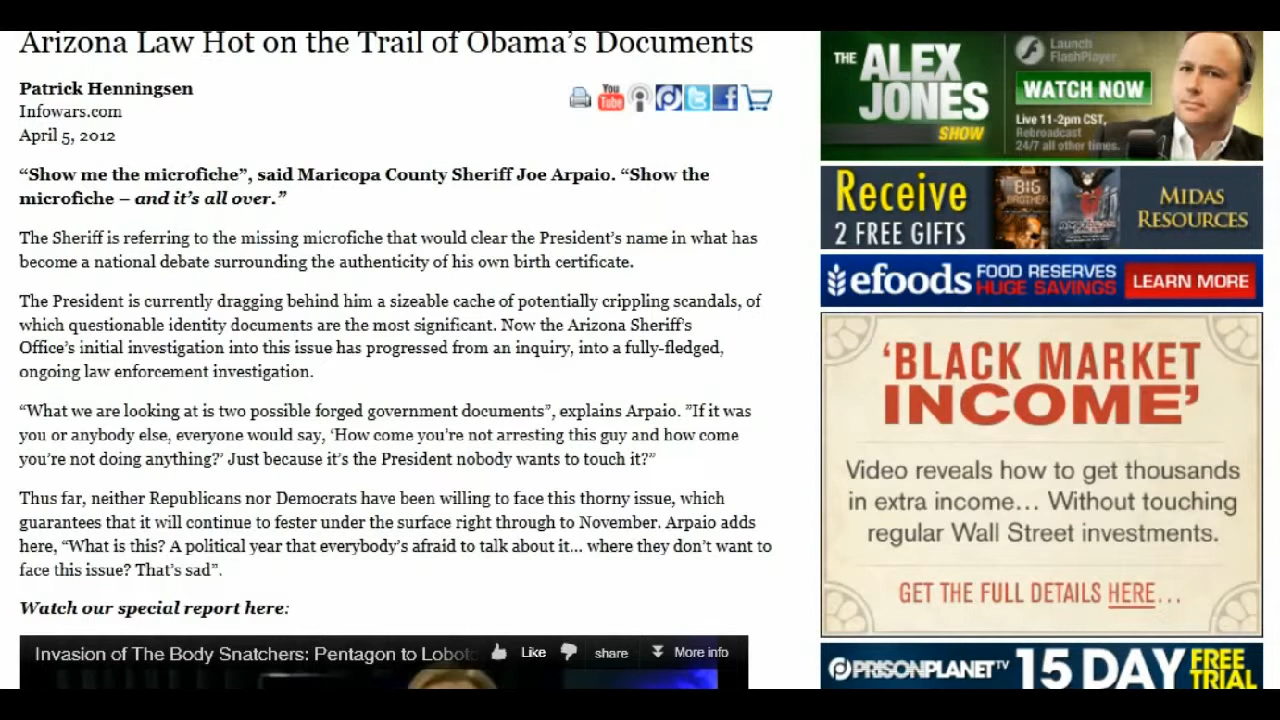 Arizona Law Hot on the Trail of Obama's Documents
Patrick Henningsen
Infowars.com
April 5, 2012
You
Tube
“Show me the microfiche”, said Maricopa County Sheriff Joe Arpaio. “Show the
microfiche – and it's all over.”
The Sheriff is referring to the missing microfiche that would clear the President's name in what has
become a national debate surrounding the authenticity of his own birth certificate.
The President is currently dragging behind him a sizeable cache of potentially crippling scandals, of
which questionable identity documents are the most significant. Now the Arizona Sheriff's
Office's initial investigation into this issue has progressed from an inquiry, into a fully-fledged,
ongoing law enforcement investigation.
“What we are looking at is two possible forged government documents”, explains Arpaio. ”If it was
you or anybody else, everyone would say, ‘How come you're not arresting this guy and how come
you're not doing anything?’ Just because it's the President nobody wants to touch it?”
Thus far, neither Republicans nor Democrats have been willing to face this thorny issue, which
guarantees that it will continue to fester under the surface right through to November. Arpaio adds
here, “What is this? A political year that everybody's afraid to talk about it... where they don't want to
face this issue? That's sad”.
Watch our special report here:
Invasion of The Body Snatchers: Pentagon to Loboto
Like
share
More info
THE
ALEX
JONES
SHOW
Launch
FlashPlayer
WATCH NOW
Live 11-2pm CST,
Rebroadcast
24/7 all other times.
Receive
2 FREE GIFTS
BIG
BROTHER
MIDAS
RESOURCES
efoods
FOOD RESERVES
HUGE SAVINGS
LEARN MORE
‘BLACK MARKET
INCOME’
Video reveals how to get thousands
in extra income... Without touching
regular Wall Street investments.
GET THE FULL DETAILS HERE...
PRISONPLANET TV
15 DAY
FREE
TRIAL